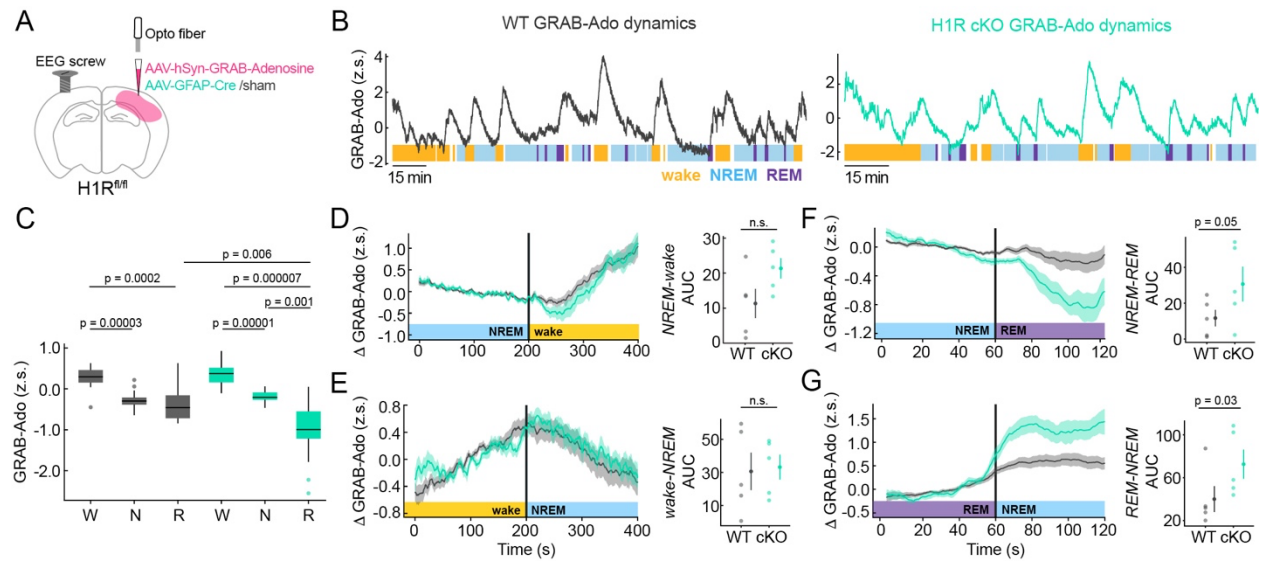 A
Opto fiber
EEG screw
AAV-hSyn-GRAB-Adenosine
AAV-GFAP-Cre /sham
H1Rfl/fl
B
WT GRAB-Ado dynamics
H1R cKO GRAB-Ado dynamics
GRAB-Ado (z.s.)
4
2
0
-2
15 min
wake NREM REM
2
0
-2
15 min
C
p = 0.006
p = 0.0002
p = 0.000007
p = 0.001
p = 0.00003
p = 0.00001
GRAB-Ado (z.s.)
1.0
0.0
-1.0
-2.0
W N R W N R
D
Δ GRAB-Ado (z.s.)
1.0
0.5
0.0
-0.5
-1.0
NREM wake
0 100 200 300 400
n.s.
NREM-wake
AUC
30
20
10
0
WT cKO
E
Δ GRAB-Ado (z.s.)
0.8
0.4
0.0
-0.4
-0.8
wake NREM
0 100 200 300 400
Time (s)
n.s.
wake-NREM
AUC
50
30
10
WT cKO
F
Δ GRAB-Ado (z.s.)
0.0
-0.4
-0.8
-1.2
NREM REM
0 20 40 60 80 100 120
p = 0.05
NREM-REM
AUC
40
20
0
WT cKO
G
Δ GRAB-Ado (z.s.)
1.5
1.0
0.5
0.0
-0.5
REM NREM
0 20 40 60 80 100 120
Time (s)
p = 0.03
REM-NREM
AUC
100
60
20
WT cKO